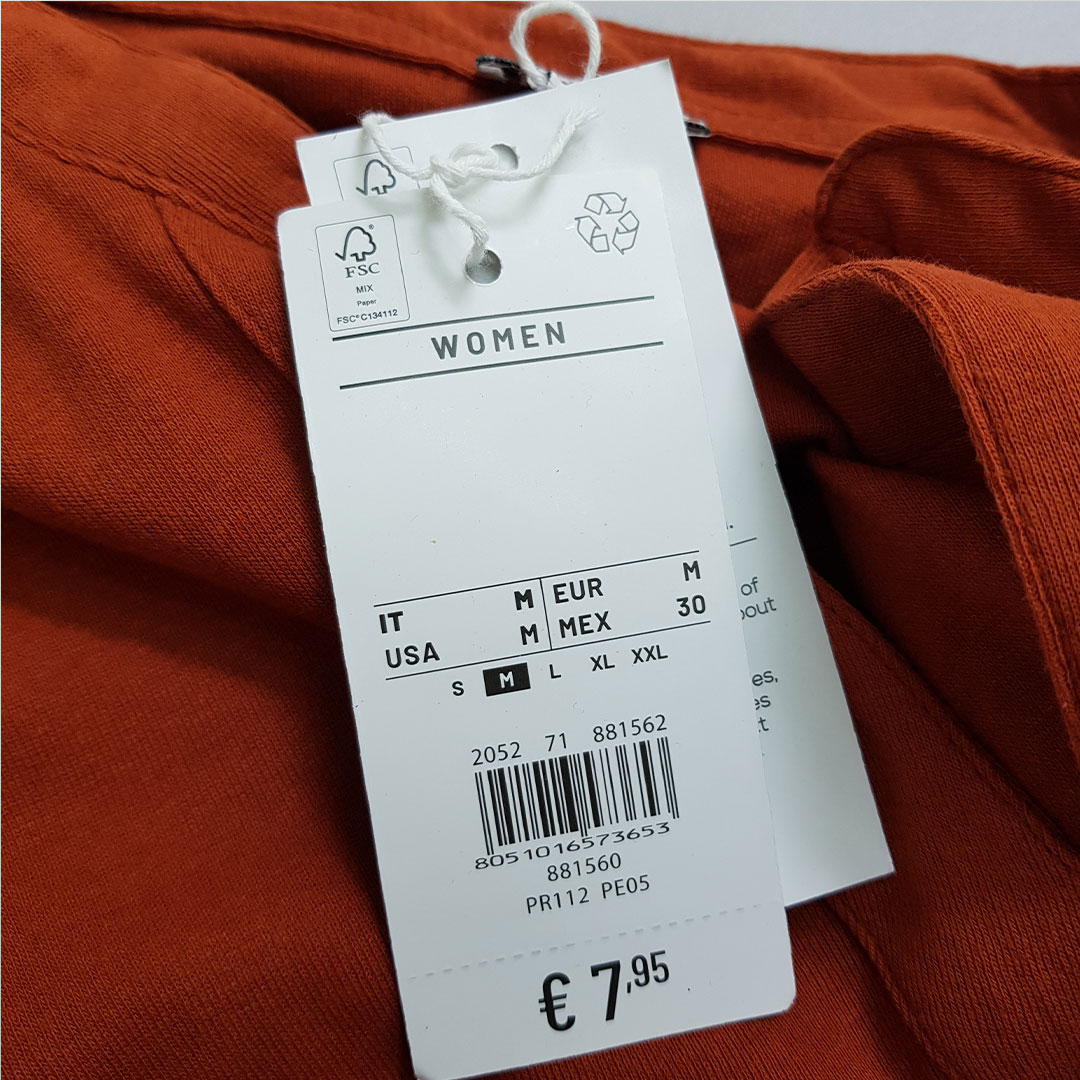 FSC®
MIX
Paper
FSC® C134112
WOMEN
IT M EUR M
USA M MEX 30
S M L XL XXL
2052 71 881562
8051016573653
881560
PR112 PE05
€ 7,95
of